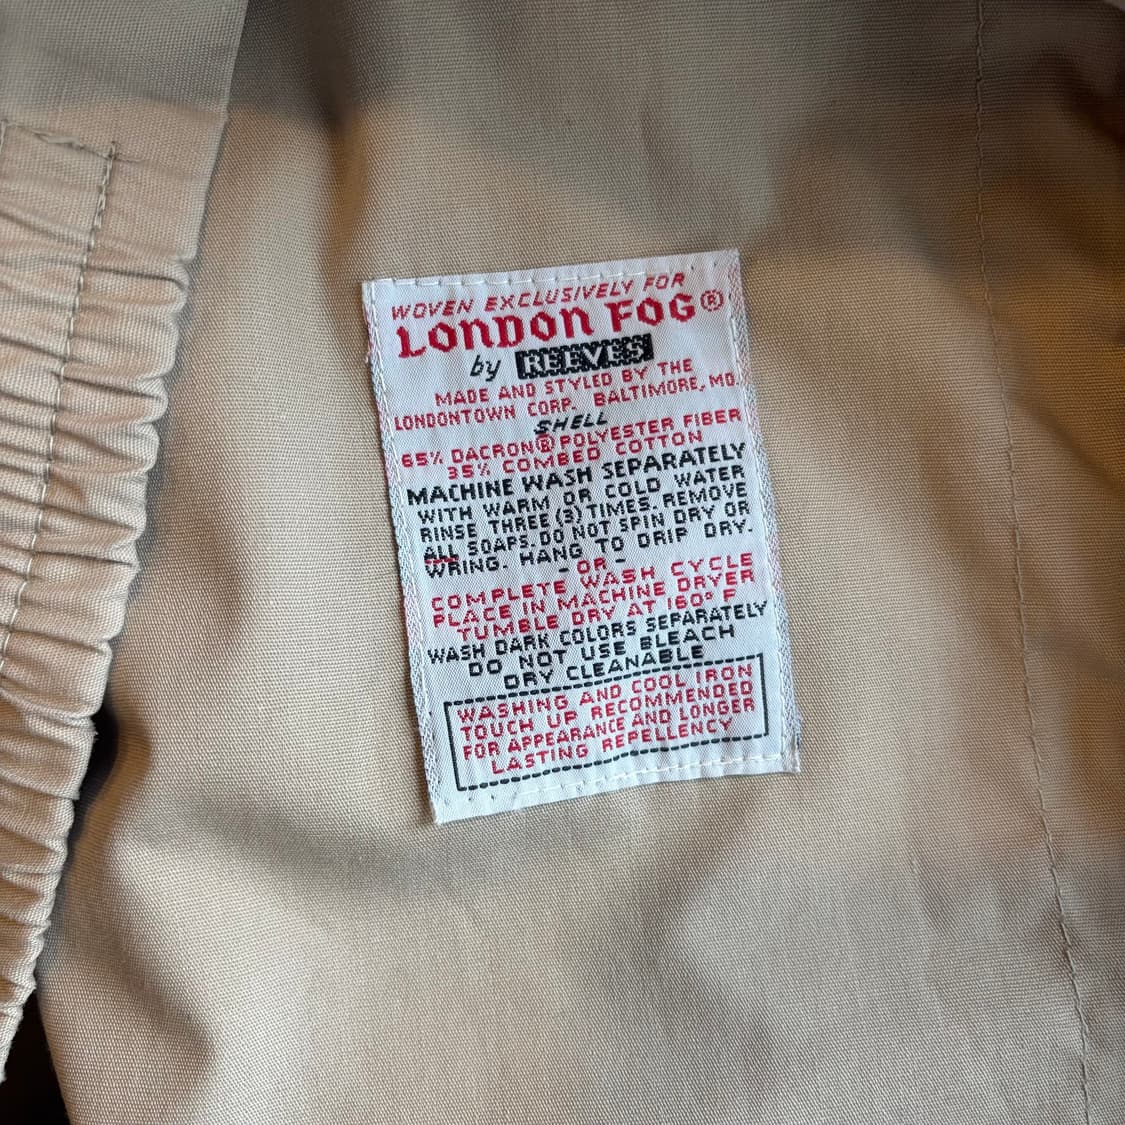 WOVEN EXCLUSIVELY FOR
LONDON FOG®
by REEVES
MADE AND STYLED BY THE
LONDONTOWN CORP. BALTIMORE, MD.
SHELL
65% DACRON® POLYESTER FIBER
35% COMBED COTTON
MACHINE WASH SEPARATELY
WITH WARM OR COLD WATER
RINSE THREE (3) TIMES. REMOVE
ALL SOAPS. DO NOT SPIN DRY OR
WRING. HANG TO DRIP DRY.
-OR-
COMPLETE WASH CYCLE
PLACE IN MACHINE DRYER
TUMBLE DRY AT 160° F
WASH DARK COLORS SEPARATELY
DO NOT USE BLEACH
DRY CLEANABLE
WASHING AND COOL IRON
TOUCH UP RECOMMENDED
FOR APPEARANCE AND LONGER
LASTING REPELLENCY